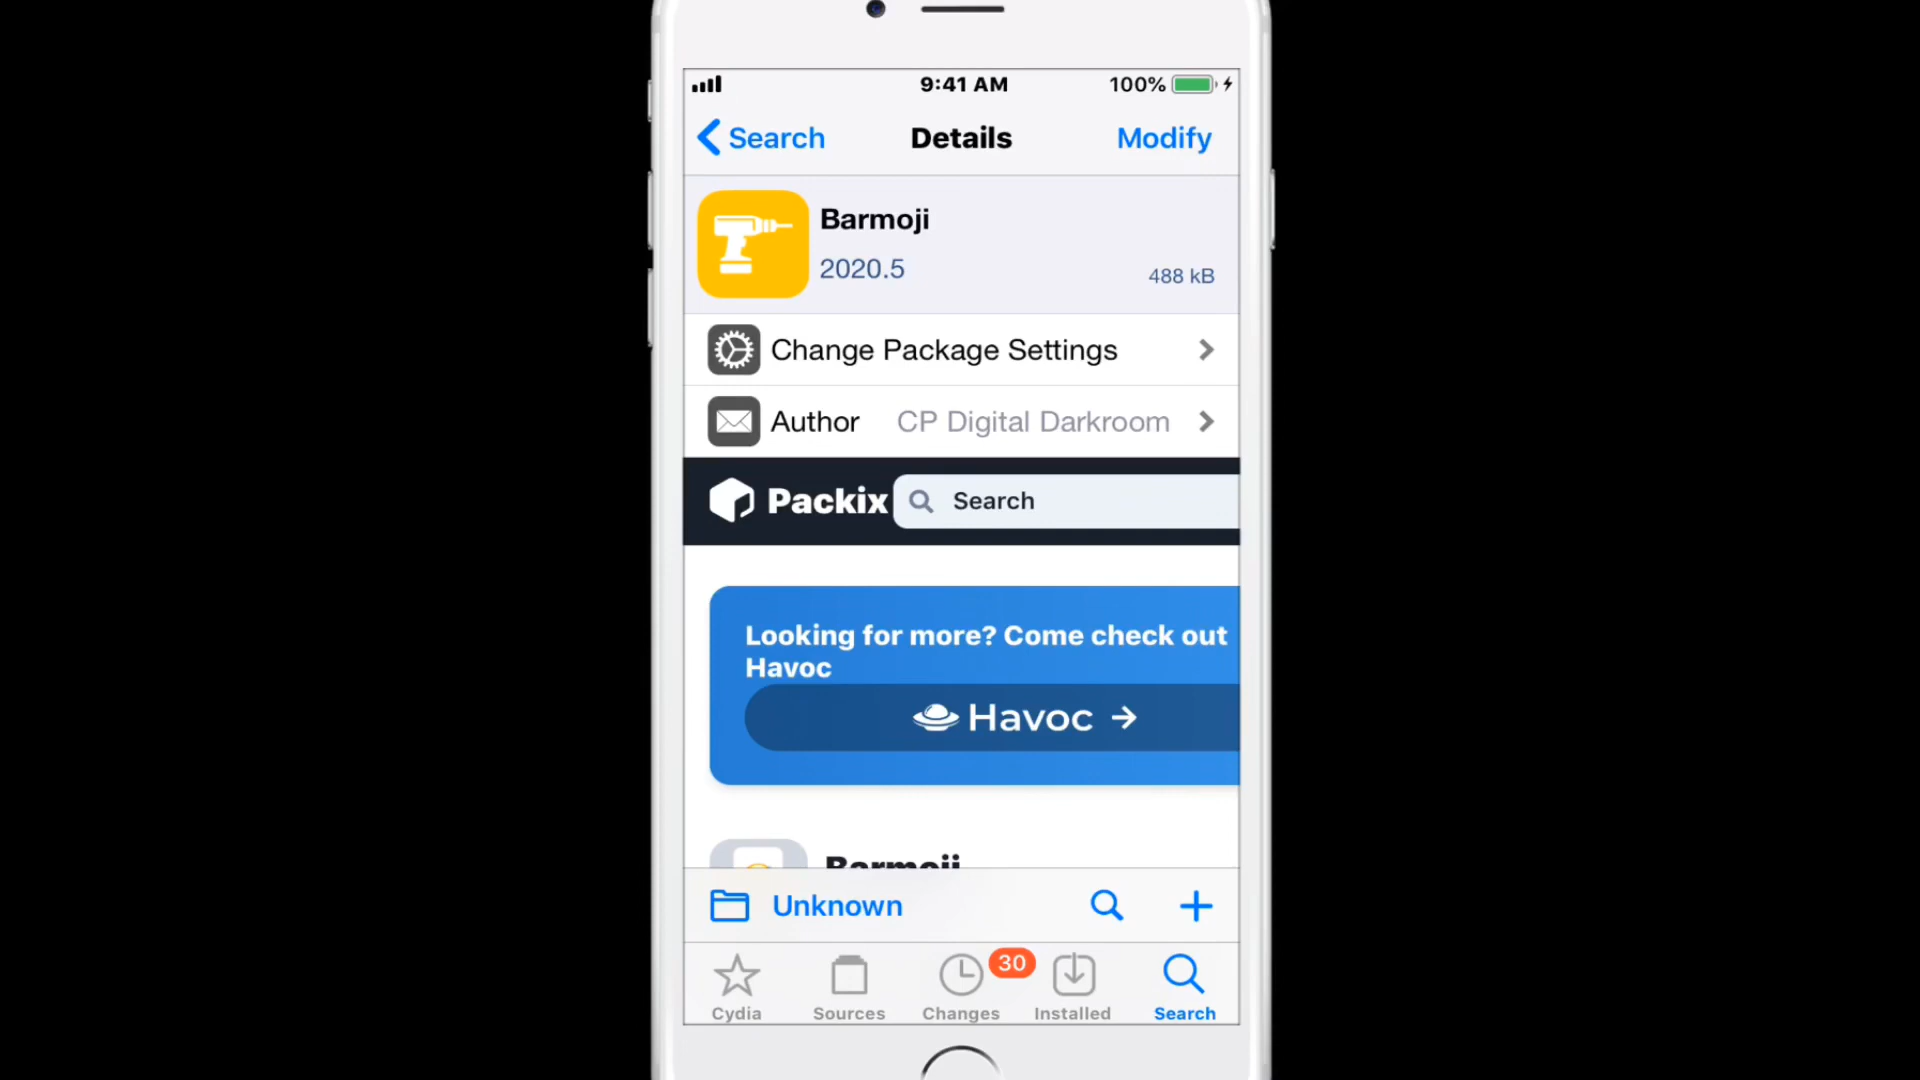 9:41 AM 100%
Search Details Modify
Barmoji
2020.5
488 kB
Change Package Settings
Author CP Digital Darkroom
Packix Search
Looking for more? Come check out
Havoc
Havoc →
Barmoji
Unknown
30
Cydia Sources Changes Installed Search